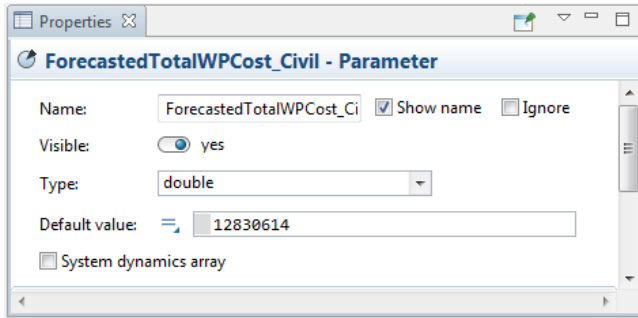 Properties
ForecastedTotalWPCost_Civil - Parameter
Name: ForecastedTotalWPCost_Ci Show name Ignore
Visible: yes
Type: double
Default value: 12830614
System dynamics array